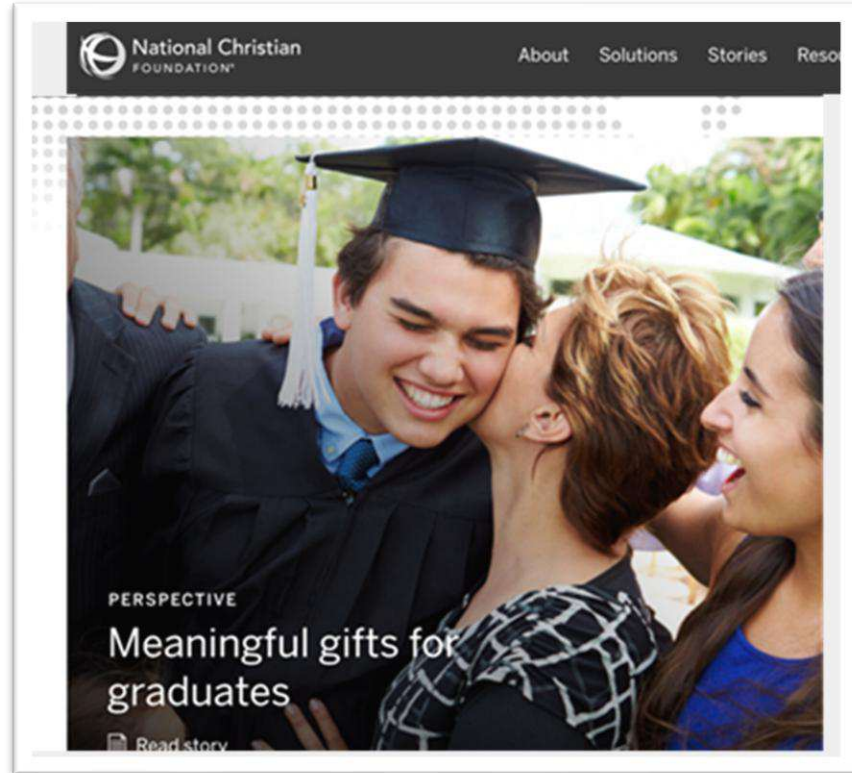 National Christian
FOUNDATION®
About Solutions Stories
PERSPECTIVE
Meaningful gifts for
graduates
Read story